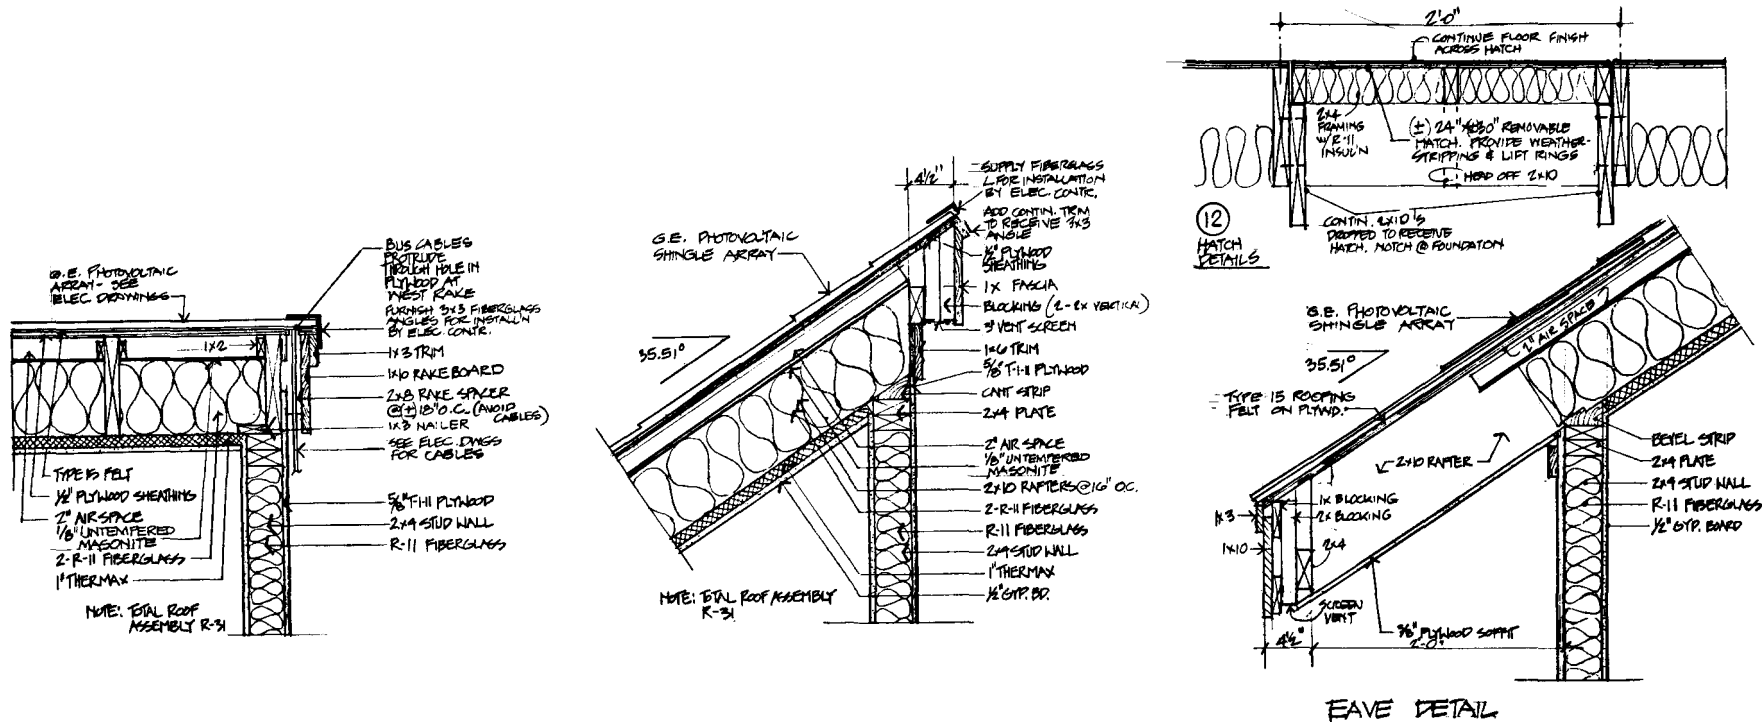 G.E. PHOTOVOLTAIC
ARRAY - SEE
ELEC DRAWINGS
1X2
BUS CABLES
PROTRUDE
THROUGH HOLE IN
PLYWOOD AT
WEST RAKE
FURNISH 3X3 FIBERGLASS
ANGLES FOR INSTALL'N
BY ELEC. CONTR.
1X3 TRIM
1X10 RAKE BOARD
2X8 RAKE SPACER
@(±)18" O.C. (AVOID
CABLES)
1X3 NAILER
SEE ELEC. DWGS
FOR CABLES
5/8" T-1-11 PLYWOOD
2X4 STUD WALL
R-11 FIBERGLASS
TYPE 15 FELT
1/2" PLYWOOD SHEATHING
2" AIR SPACE
1/8" UNTEMPERED
MASONITE
2-R-11 FIBERGLASS
1" THERMAX
NOTE: TOTAL ROOF
ASSEMBLY R-31
G.E. PHOTOVOLTAIC
SHINGLE ARRAY
35.51°
4 1/2"
SUPPLY FIBERGLASS
L FOR INSTALLATION
BY ELEC. CONTR.
ADD CONTIN. TRIM
TO RECEIVE 3X3
ANGLE
1/2" PLYWOOD
SHEATHING
1X FASCIA
BLOCKING (2-2X VERTICAL)
3" VENT SCREEN
1X6 TRIM
5/8" T-1-11 PLYWOOD
CANT STRIP
2X4 PLATE
2" AIR SPACE
1/8" UNTEMPERED
MASONITE
2X10 RAFTERS @ 16" O.C.
2-R-11 FIBERGLASS
R-11 FIBERGLASS
2X4 STUD WALL
1" THERMAX
1/2" GYP. BD.
NOTE: TOTAL ROOF ASSEMBLY
R-31
2'0"
CONTINUE FLOOR FINISH
ACROSS HATCH
2X4
FRAMING
W/R-11
INSUL'N
(±) 24" X 30" REMOVABLE
HATCH. PROVIDE WEATHER-
STRIPPING & LIFT RINGS
HEAD OFF 2X10
CONTIN. 2X10'S
DROPPED TO RECEIVE
HATCH. NOTCH @ FOUNDATION
12
HATCH
DETAILS
G.E. PHOTOVOLTAIC
SHINGLE ARRAY
2" AIR SPACE
35.51°
TYPE 15 ROOFING
FELT ON PLYWD.
2X10 RAFTER
BEVEL STRIP
2X4 PLATE
2X4 STUD WALL
R-11 FIBERGLASS
1/2" GYP. BOARD
1X BLOCKING
2X BLOCKING
1X3
1X10
2X4
SCREEN
VENT
3/8" PLYWOOD SOFFIT
4 1/2"
2'-0"
EAVE DETAIL